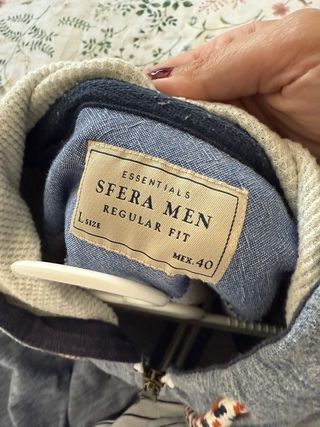 ESSENTIALS
SFERA MEN
REGULAR FIT
L SIZE
MEX. 40